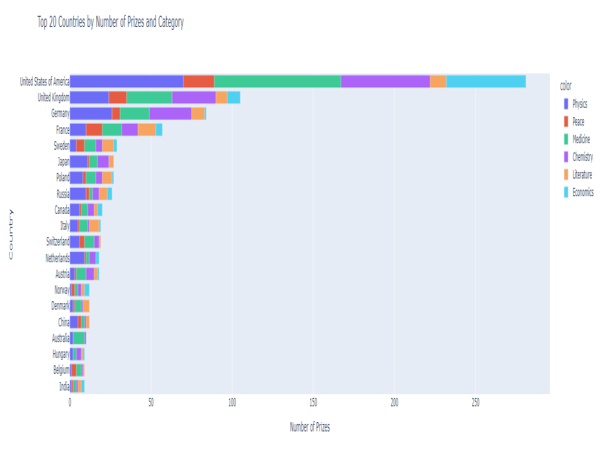 Top 20 Countries by Number of Prizes and Category
color
Physics
Peace
Medicine
Chemistry
Literature
Economics
Country
United States of America
United Kingdom
Germany
France
Sweden
Japan
Poland
Russia
Canada
Italy
Switzerland
Netherlands
Austria
Norway
Denmark
China
Australia
Hungary
Belgium
India
0 50 100 150 200 250
Number of Prizes